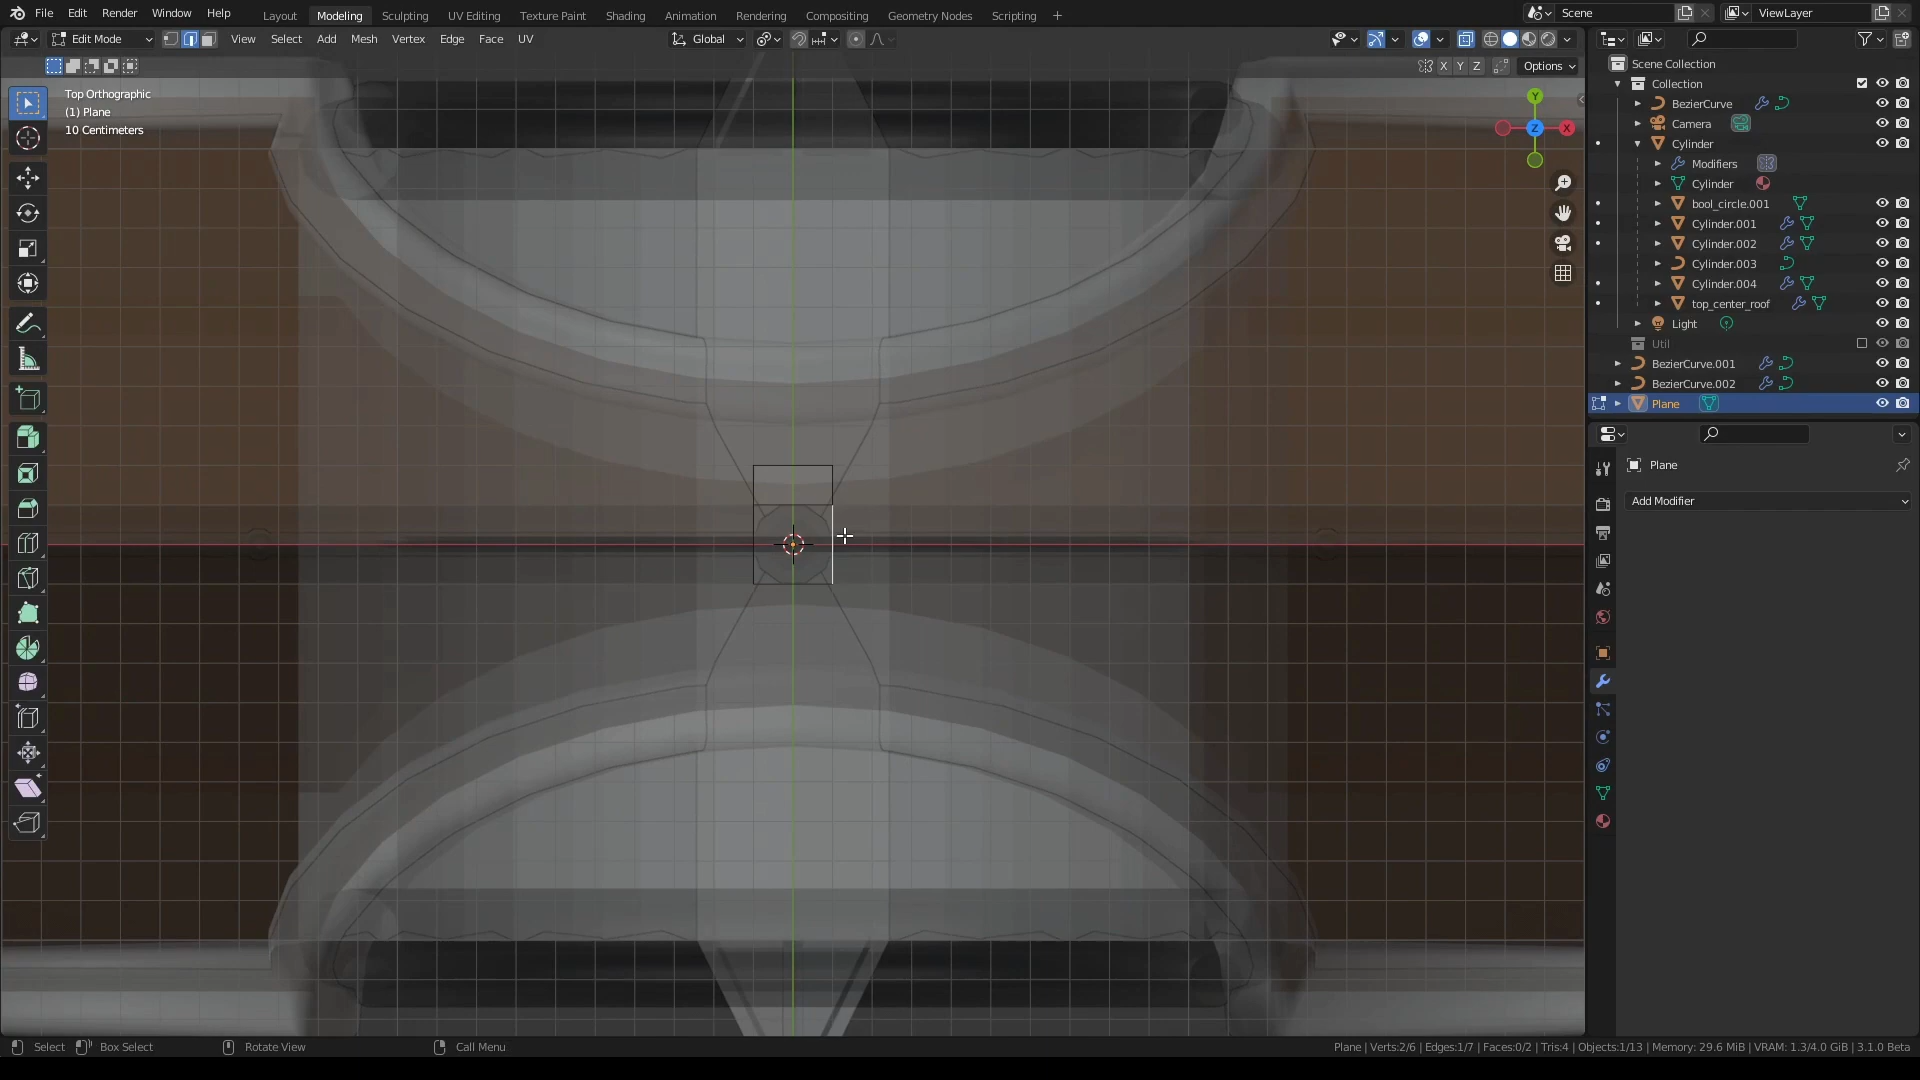 File Edit Render Window Help Layout Modeling Sculpting UV Editing Texture Paint Shading Animation Rendering Compositing Geometry Nodes Scripting + Scene ViewLayer
Edit Mode View Select Add Mesh Vertex Edge Face UV Global
X Y Z Options
Top Orthographic
(1) Plane
10 Centimeters
Y
Z
X
Scene Collection
Collection
BezierCurve
Camera
Cylinder
Modifiers
Cylinder
bool_circle.001
Cylinder.001
Cylinder.002
Cylinder.003
Cylinder.004
top_center_roof
Light
Util
BezierCurve.001
BezierCurve.002
Plane
Plane
Add Modifier
Select Box Select Rotate View Call Menu Plane | Verts:2/6 | Edges:1/7 | Faces:0/2 | Tris:4 | Objects:1/13 | Memory: 29.6 MiB | VRAM: 1.3/4.0 GiB | 3.1.0 Beta